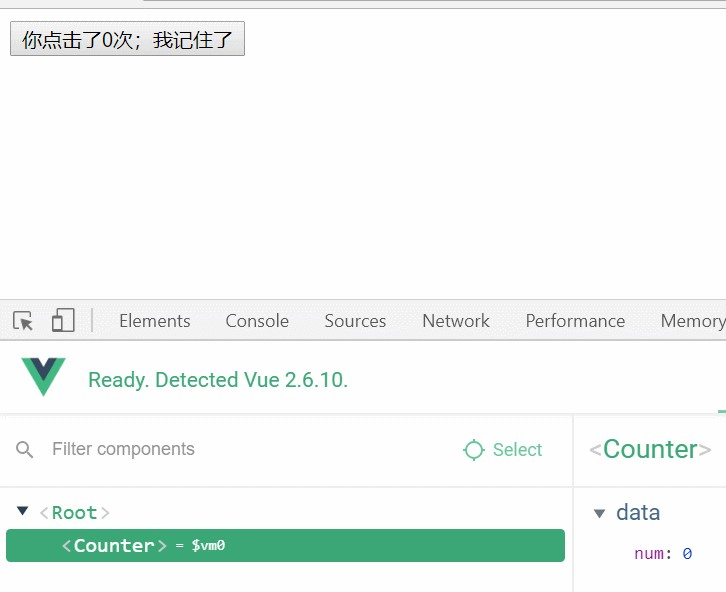 你点击了0次；我记住了
Elements Console Sources Network Performance Memory
Ready. Detected Vue 2.6.10.
Filter components Select <Counter>
<Root> data
<Counter> = $vm0
num: 0